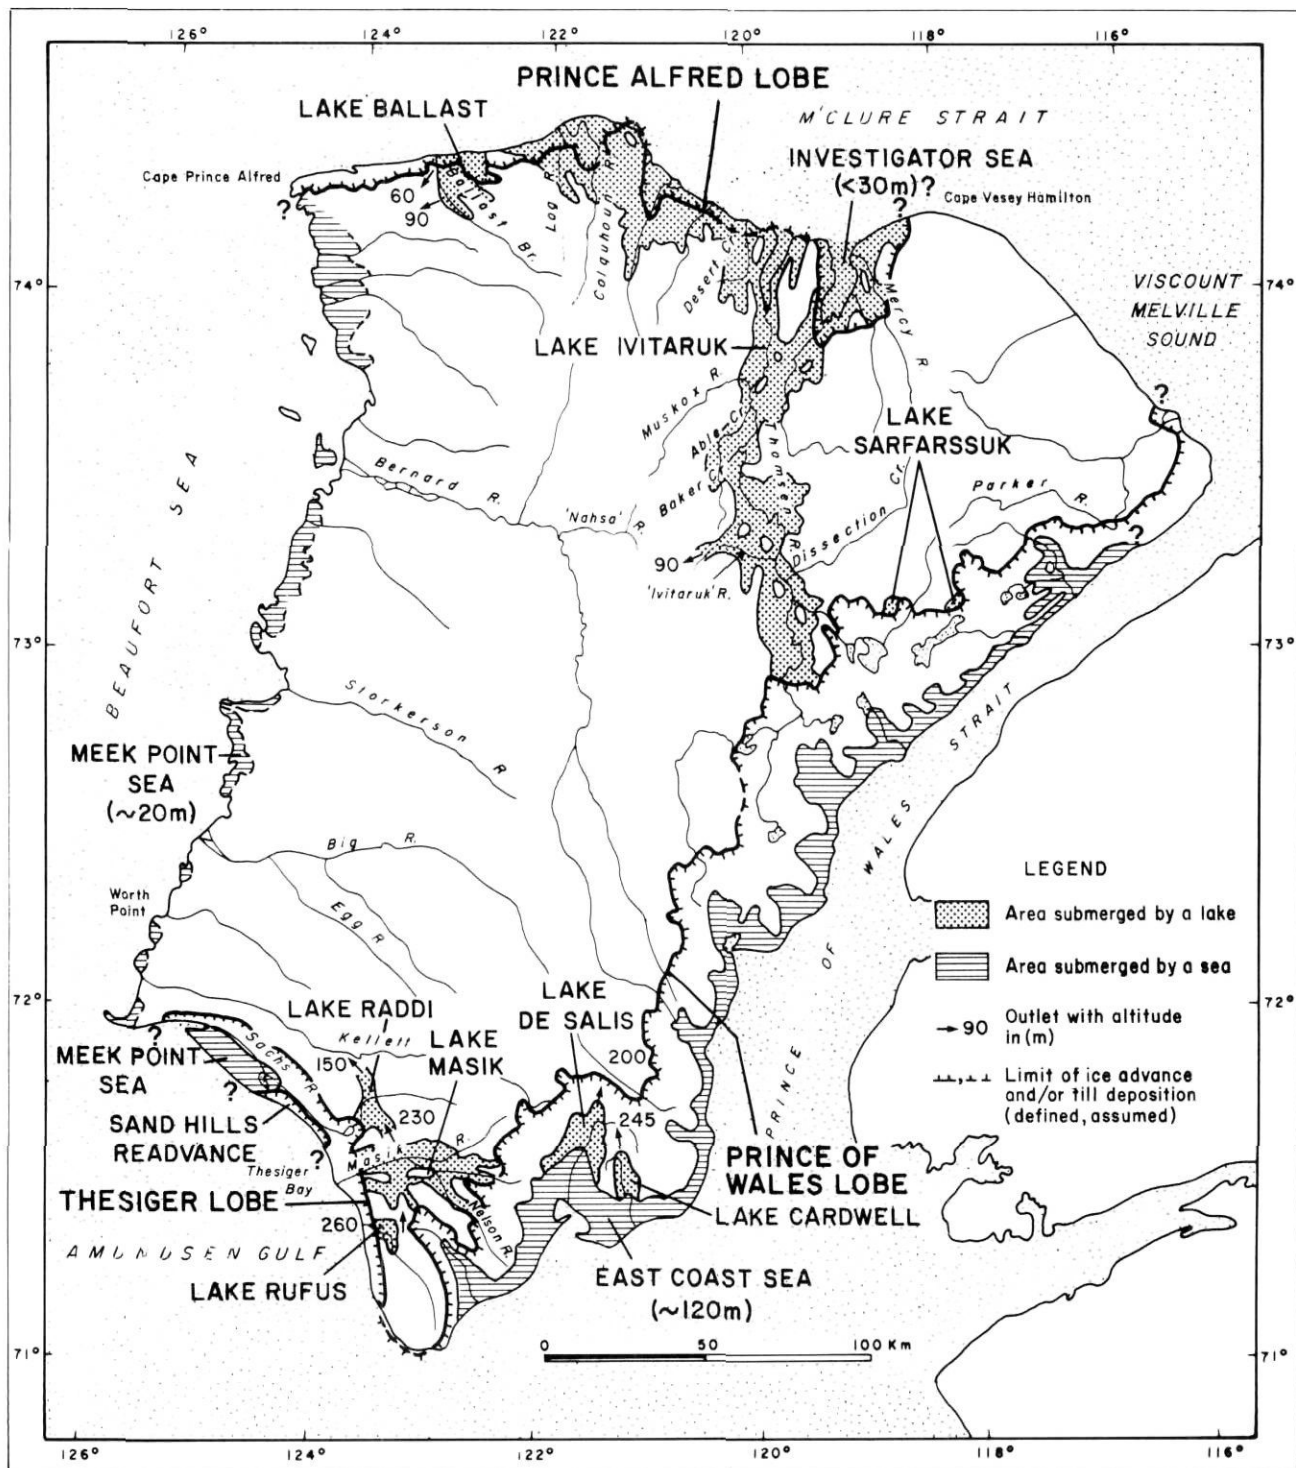 126°
124°
122°
120°
118°
116°
PRINCE ALFRED LOBE
LAKE BALLAST
M'CLURE STRAIT
INVESTIGATOR SEA
(<30m)?
?
Cape Prince Alfred
Cape Vesey Hamilton
60
90
?
Ballast Br.
Log R.
Colquhoun R.
Desert Cr.
Mercy R.
74°
74°
VISCOUNT
MELVILLE
SOUND
LAKE IVITARUK
Muskox R.
Able Cr.
Thomsen R.
LAKE
SARFARSSUK
?
BEAUFORT SEA
Bernard R.
'Nahsa' R.
Baker Cr.
Dissection Cr.
Parker R.
?
90
'Ivitaruk' R.
73°
73°
Storkerson R
MEEK POINT
SEA
(~20m)
PRINCE OF WALES STRAIT
Big R.
Egg R
Worth
Point
LEGEND
Area submerged by a lake
Area submerged by a sea
90 Outlet with altitude
in (m)
Limit of ice advance
and/or till deposition
(defined, assumed)
72°
72°
LAKE RADDI
Kellett
LAKE
DE SALIS
LAKE
MASIK
200
?
Sachs R.
150
MEEK POINT
SEA
?
230
245
SAND HILLS
READVANCE
?
Masik R.
Thesiger
Bay
THESIGER LOBE
Nelson R.
PRINCE OF
WALES LOBE
LAKE CARDWELL
260
AMUNDSEN GULF
LAKE RUFUS
EAST COAST SEA
(~120m)
0 50 100 Km
71°
71°
126°
124°
122°
120°
118°
116°